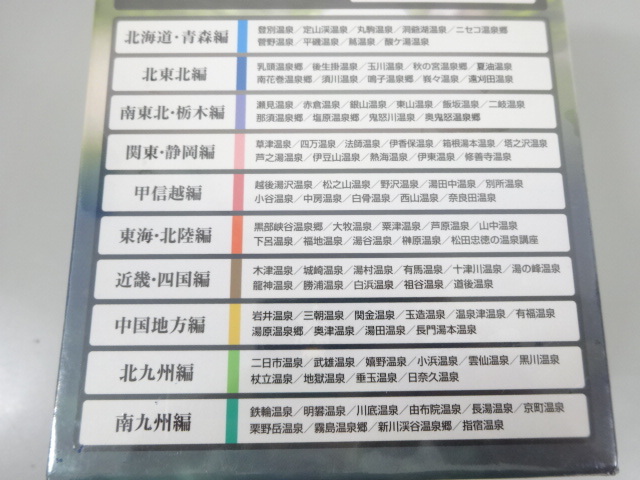 北海道・青森編
登別温泉／定山渓温泉／丸駒温泉／洞爺湖温泉／ニセコ温泉郷
菅野温泉／平磯温泉／蔦温泉／酸ケ湯温泉
北東北編
乳頭温泉郷／後生掛温泉／玉川温泉／秋の宮温泉郷／夏油温泉
南花巻温泉郷／須川温泉／鳴子温泉郷／峩々温泉／遠刈田温泉
南東北・栃木編
瀬見温泉／赤倉温泉／銀山温泉／東山温泉／飯坂温泉／二岐温泉
那須温泉郷／塩原温泉郷／鬼怒川温泉／奥鬼怒温泉郷
関東・静岡編
草津温泉／四万温泉／法師温泉／伊香保温泉／箱根湯本温泉／塔之沢温泉
芦之湯温泉／伊豆山温泉／熱海温泉／伊東温泉／修善寺温泉
甲信越編
越後湯沢温泉／松之山温泉／野沢温泉／湯田中温泉／別所温泉
小谷温泉／中房温泉／白骨温泉／西山温泉／奈良田温泉
東海・北陸編
黒部峡谷温泉郷／大牧温泉／粟津温泉／芦原温泉／山中温泉
下呂温泉／福地温泉／湯谷温泉／榊原温泉／松田忠徳の温泉講座
近畿・四国編
木津温泉／城崎温泉／湯村温泉／有馬温泉／十津川温泉／湯の峰温泉
龍神温泉／勝浦温泉／白浜温泉／祖谷温泉／道後温泉
中国地方編
岩井温泉／三朝温泉／関金温泉／玉造温泉／温泉津温泉／有福温泉
湯原温泉郷／奥津温泉／湯田温泉／長門湯本温泉
北九州編
二日市温泉／武雄温泉／嬉野温泉／小浜温泉／雲仙温泉／黒川温泉
杖立温泉／地獄温泉／垂玉温泉／日奈久温泉
南九州編
鉄輪温泉／明礬温泉／川底温泉／由布院温泉／長湯温泉／京町温泉
栗野岳温泉／霧島温泉郷／新川渓谷温泉郷／指宿温泉